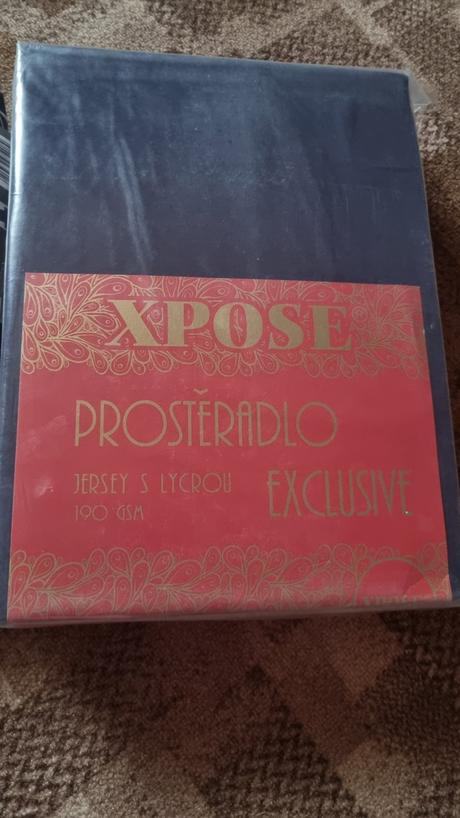 XPOSE
PROSTĚRADLO
JERSEY S LYCROU
190 GSM
EXCLUSIVE